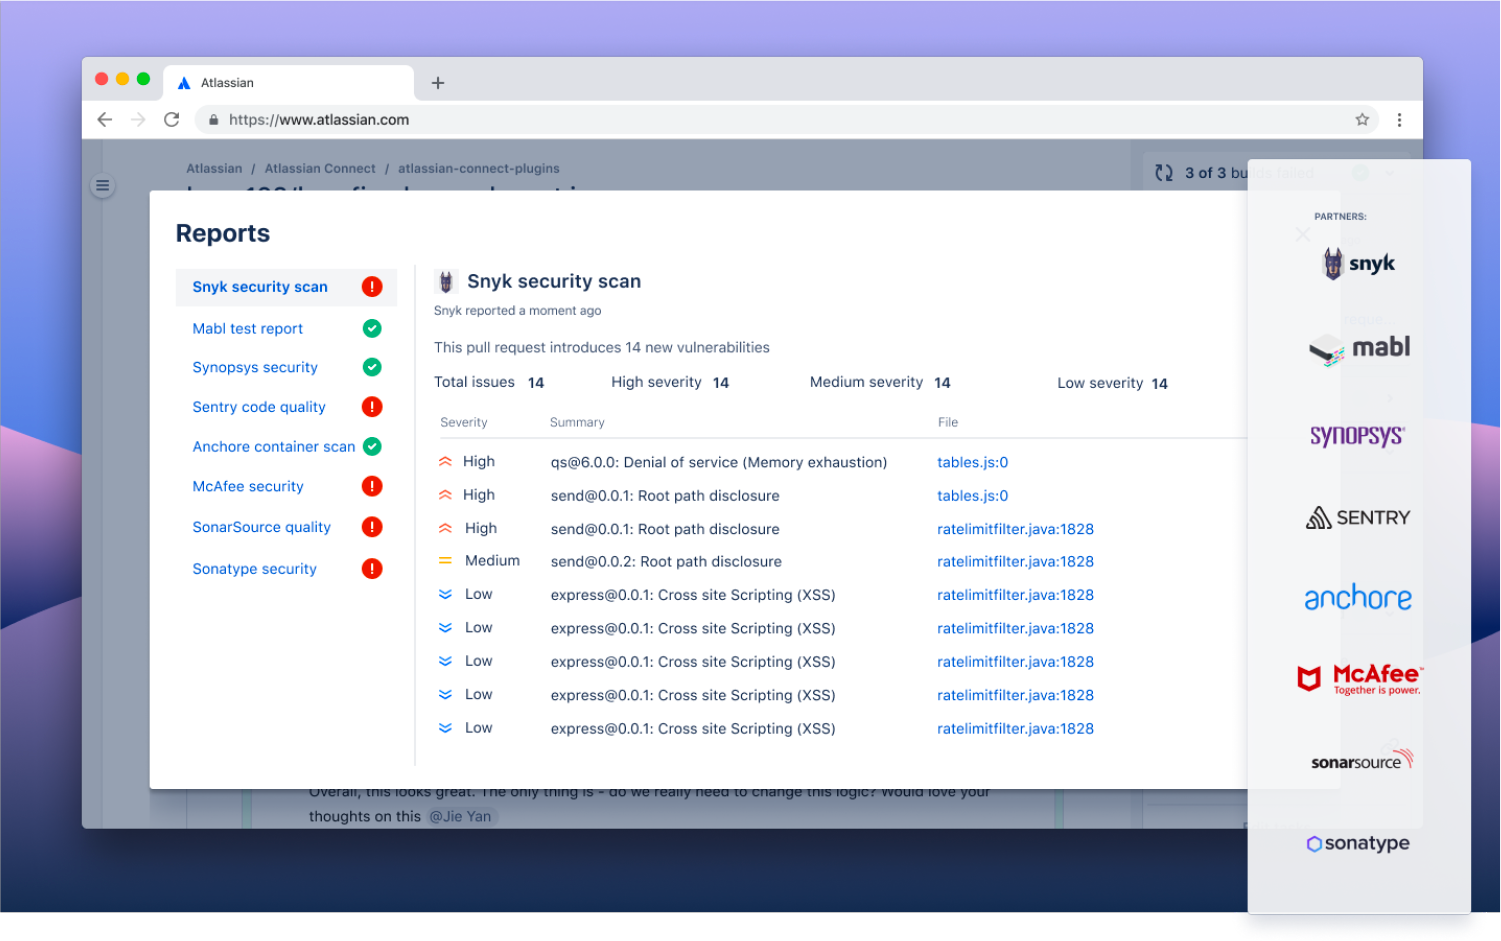 Atlassian
https://www.atlassian.com
Atlassian / Atlassian Connect / atlassian-connect-plugins
3 of 3 builds failed
Reports
Snyk security scan
Mabl test report
Synopsys security
Sentry code quality
Anchore container scan
McAfee security
SonarSource quality
Sonatype security
Snyk security scan
Snyk reported a moment ago
This pull request introduces 14 new vulnerabilities
Total issues 14 High severity 14 Medium severity 14 Low severity 14
Severity Summary File
High qs@6.0.0: Denial of service (Memory exhaustion) tables.js:0
High send@0.0.1: Root path disclosure tables.js:0
High send@0.0.1: Root path disclosure ratelimitfilter.java:1828
Medium send@0.0.2: Root path disclosure ratelimitfilter.java:1828
Low express@0.0.1: Cross site Scripting (XSS) ratelimitfilter.java:1828
Low express@0.0.1: Cross site Scripting (XSS) ratelimitfilter.java:1828
Low express@0.0.1: Cross site Scripting (XSS) ratelimitfilter.java:1828
Low express@0.0.1: Cross site Scripting (XSS) ratelimitfilter.java:1828
Low express@0.0.1: Cross site Scripting (XSS) ratelimitfilter.java:1828
Overall, this looks great. The only thing is - do we really need to change this logic? Would love your
thoughts on this @Jie Yan
PARTNERS:
snyk
mabl
SYNOPSYS®
SENTRY
anchore
McAfee™
Together is power.
sonarsource
sonatype